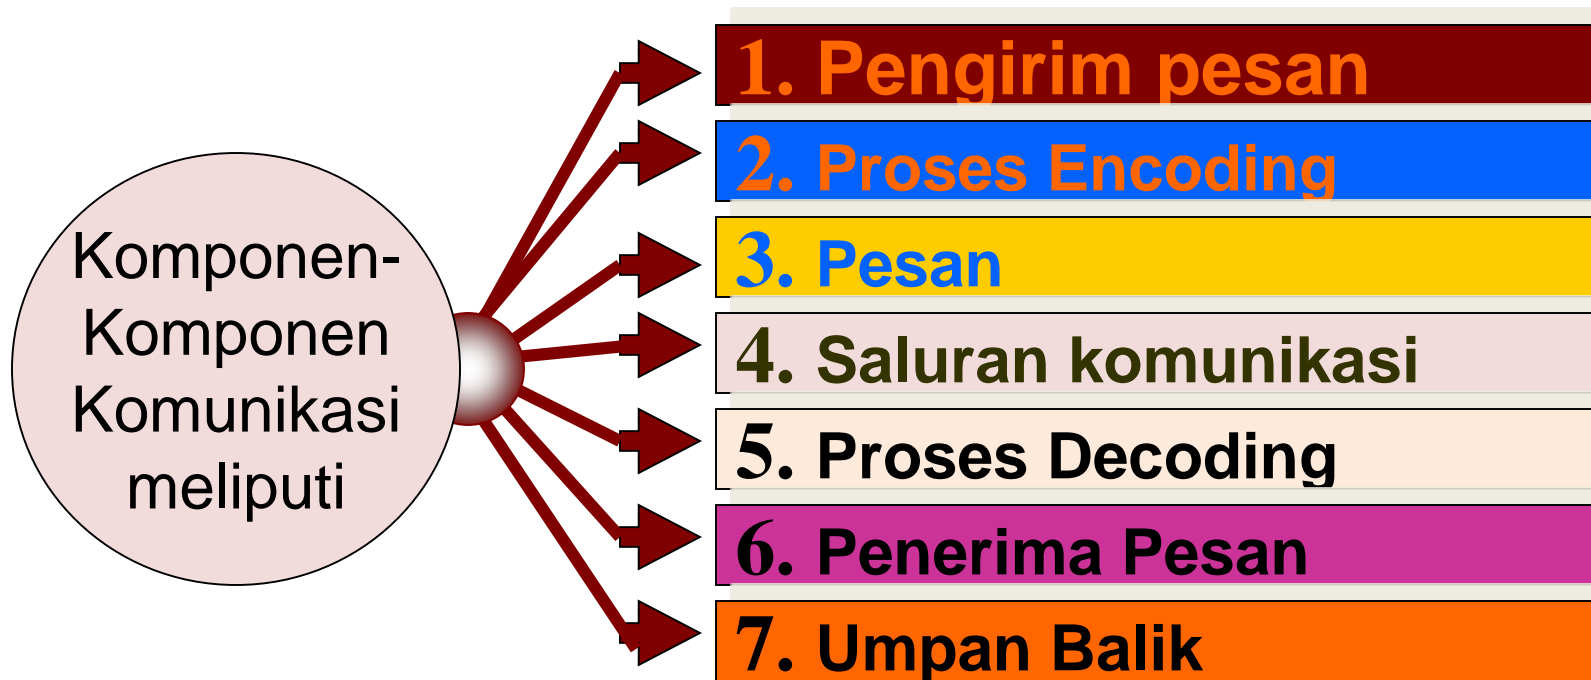 Komponen-
Komponen
Komunikasi
meliputi
1. Pengirim pesan
2. Proses Encoding
3. Pesan
4. Saluran komunikasi
5. Proses Decoding
6. Penerima Pesan
7. Umpan Balik